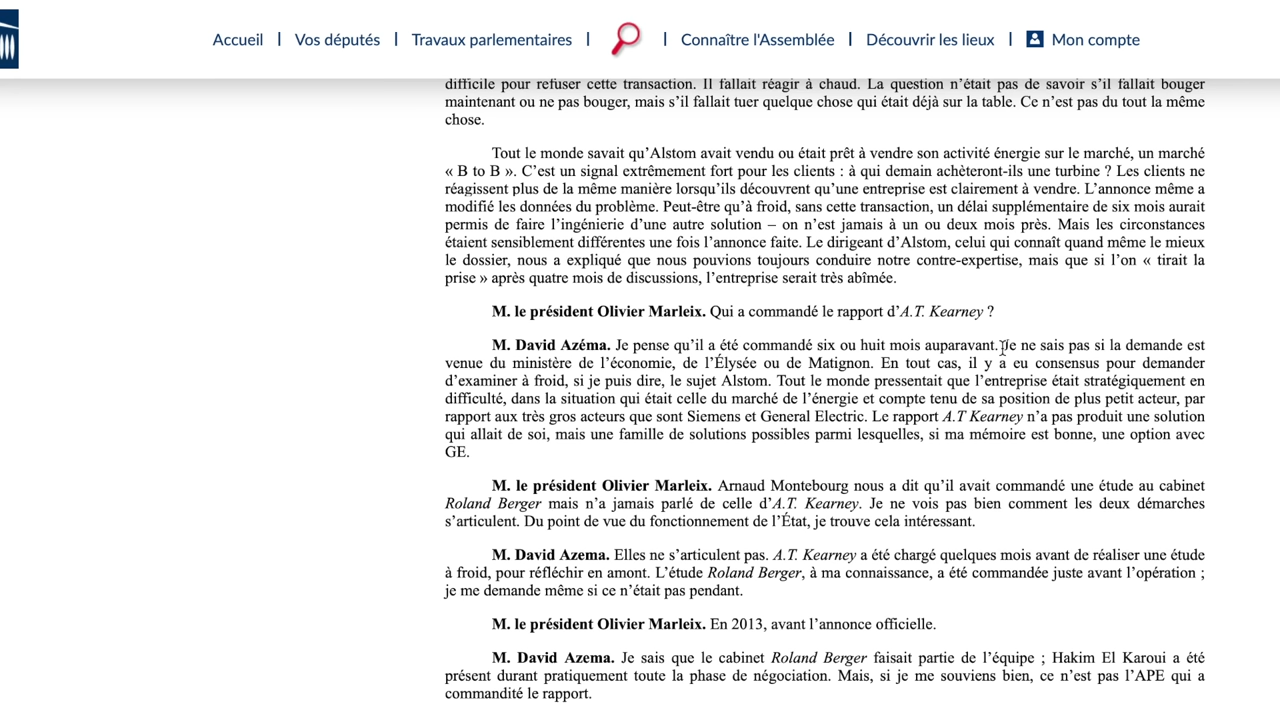 Accueil | Vos députés | Travaux parlementaires | | Connaître l'Assemblée | Découvrir les lieux | Mon compte
difficile pour refuser cette transaction. Il fallait réagir à chaud. La question n’était pas de savoir s’il fallait bouger
maintenant ou ne pas bouger, mais s’il fallait tuer quelque chose qui était déjà sur la table. Ce n’est pas du tout la même
chose.
Tout le monde savait qu’Alstom avait vendu ou était prêt à vendre son activité énergie sur le marché, un marché
« B to B ». C’est un signal extrêmement fort pour les clients : à qui demain achèteront-ils une turbine ? Les clients ne
réagissent plus de la même manière lorsqu’ils découvrent qu’une entreprise est clairement à vendre. L’annonce même a
modifié les données du problème. Peut-être qu’à froid, sans cette transaction, un délai supplémentaire de six mois aurait
permis de faire l’ingénierie d’une autre solution – on n’est jamais à un ou deux mois près. Mais les circonstances
étaient sensiblement différentes une fois l’annonce faite. Le dirigeant d’Alstom, celui qui connaît quand même le mieux
le dossier, nous a expliqué que nous pouvions toujours conduire notre contre-expertise, mais que si l’on « tirait la
prise » après quatre mois de discussions, l’entreprise serait très abîmée.
M. le président Olivier Marleix. Qui a commandé le rapport d’A.T. Kearney ?
M. David Azéma. Je pense qu’il a été commandé six ou huit mois auparavant. Je ne sais pas si la demande est
venue du ministère de l’économie, de l’Élysée ou de Matignon. En tout cas, il y a eu consensus pour demander
d’examiner à froid, si je puis dire, le sujet Alstom. Tout le monde pressentait que l’entreprise était stratégiquement en
difficulté, dans la situation qui était celle du marché de l’énergie et compte tenu de sa position de plus petit acteur, par
rapport aux très gros acteurs que sont Siemens et General Electric. Le rapport A.T Kearney n’a pas produit une solution
qui allait de soi, mais une famille de solutions possibles parmi lesquelles, si ma mémoire est bonne, une option avec
GE.
M. le président Olivier Marleix. Arnaud Montebourg nous a dit qu’il avait commandé une étude au cabinet
Roland Berger mais n’a jamais parlé de celle d’A.T. Kearney. Je ne vois pas bien comment les deux démarches
s’articulent. Du point de vue du fonctionnement de l’État, je trouve cela intéressant.
M. David Azema. Elles ne s’articulent pas. A.T. Kearney a été chargé quelques mois avant de réaliser une étude
à froid, pour réfléchir en amont. L’étude Roland Berger, à ma connaissance, a été commandée juste avant l’opération ;
je me demande même si ce n’était pas pendant.
M. le président Olivier Marleix. En 2013, avant l’annonce officielle.
M. David Azema. Je sais que le cabinet Roland Berger faisait partie de l’équipe ; Hakim El Karoui a été
présent durant pratiquement toute la phase de négociation. Mais, si je me souviens bien, ce n’est pas l’APE qui a
commandité le rapport.